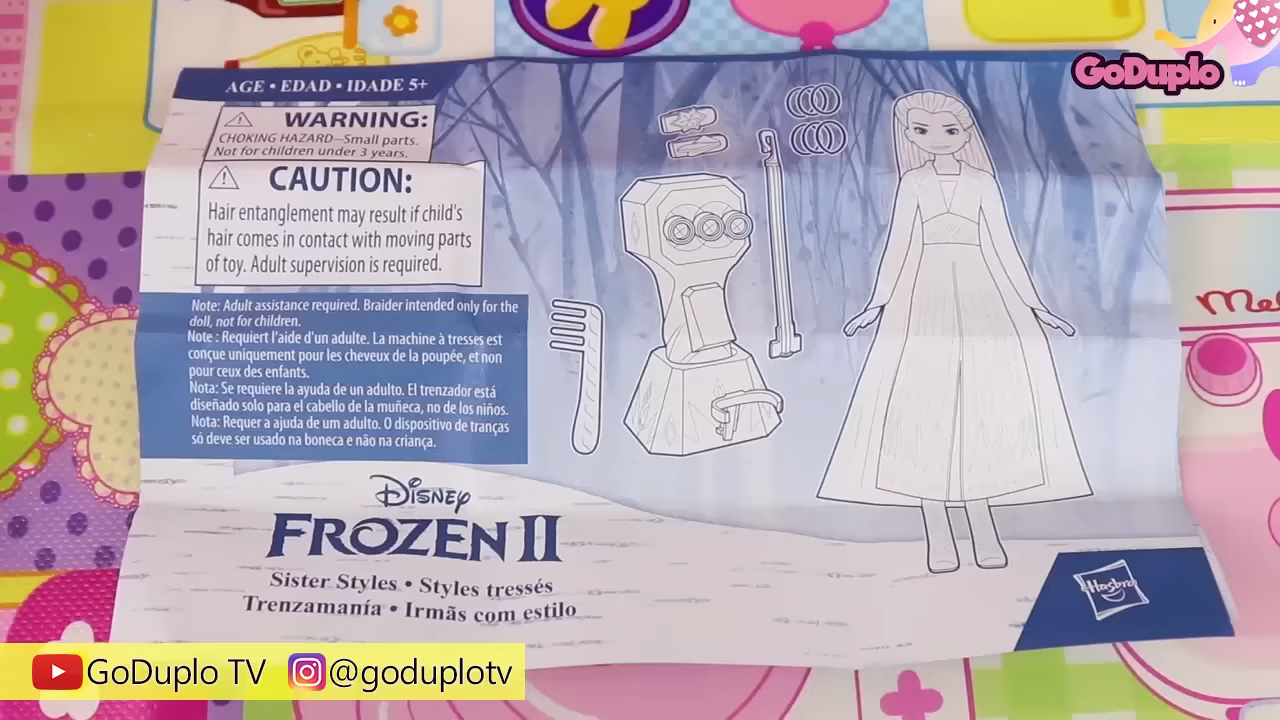 GoDuplo
AGE • EDAD • IDADE 5+
WARNING:
CHOKING HAZARD—Small parts.
Not for children under 3 years.
CAUTION:
Hair entanglement may result if child's
hair comes in contact with moving parts
of toy. Adult supervision is required.
Note: Adult assistance required. Braider intended only for the
doll, not for children.
Note : Requiert l'aide d'un adulte. La machine à tresses est
conçue uniquement pour les cheveux de la poupée, et non
pour ceux des enfants.
Nota: Se requiere la ayuda de un adulto. El trenzador está
diseñado solo para el cabello de la muñeca, no de los niños.
Nota: Requer a ajuda de um adulto. O dispositivo de tranças
só deve ser usado na boneca e não na criança.
Disney
FROZEN II
Sister Styles • Styles tressés
Trenzamanía • Irmãs com estilo
Hasbro
GoDuplo TV @goduplotv